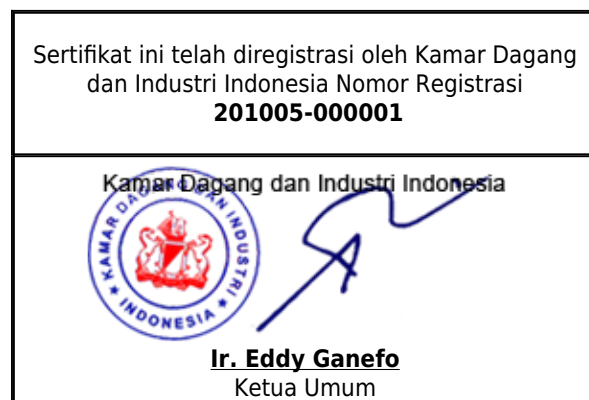 Sertifikat ini telah diregistrasi oleh Kamar Dagang
dan Industri Indonesia Nomor Registrasi
201005-000001
Kamar Dagang dan Industri Indonesia
KAMAR DAGANG DAN INDUSTRI
★ INDONESIA ★
Ir. Eddy Ganefo
Ketua Umum